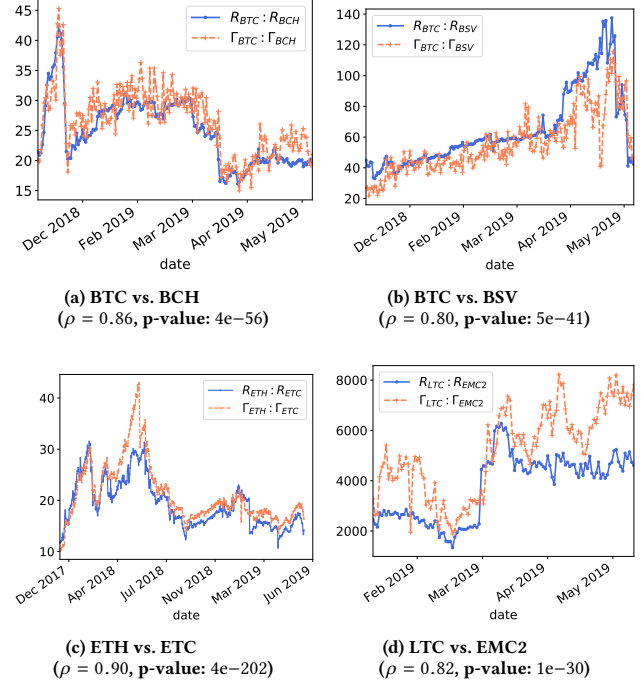 45
40
35
30
25
20
15
R_BTC : R_BCH
Γ_BTC : Γ_BCH
Dec 2018
Feb 2019
Mar 2019
Apr 2019
May 2019
date
(a) BTC vs. BCH
(ρ = 0.86, p-value: 4e−56)
140
120
100
80
60
40
20
R_BTC : R_BSV
Γ_BTC : Γ_BSV
Dec 2018
Feb 2019
Mar 2019
Apr 2019
May 2019
date
(b) BTC vs. BSV
(ρ = 0.80, p-value: 5e−41)
40
30
20
10
R_ETH : R_ETC
Γ_ETH : Γ_ETC
Dec 2017
Apr 2018
Jul 2018
Oct 2018
Mar 2019
Jun 2019
date
(c) ETH vs. ETC
(ρ = 0.90, p-value: 4e−202)
8000
6000
4000
2000
R_LTC : R_EMC2
Γ_LTC : Γ_EMC2
Feb 2019
Mar 2019
Apr 2019
May 2019
date
(d) LTC vs. EMC2
(ρ = 0.82, p-value: 1e−30)